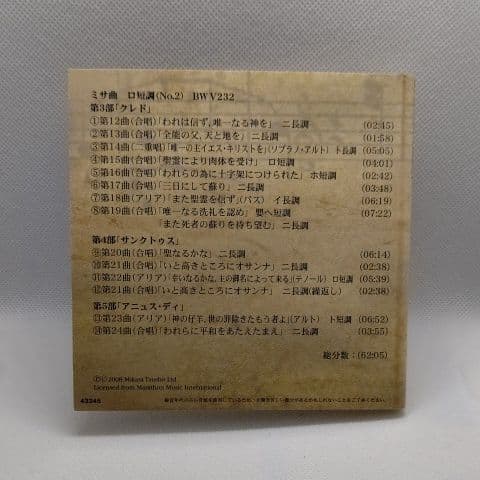 ミサ曲 ロ短調(No.2) BWV232
第3部「クレド」
①第12曲(合唱)「われは信ず、唯一なる神を」 ニ長調 (02:45)
②第13曲(合唱)「全能の父、天と地を」 ニ長調 (01:58)
③第14曲(二重唱)「唯一の主イエス・キリストを」(ソプラノ・アルト) ト長調 (05:05)
④第15曲(合唱)「聖霊により肉体を受け」 ロ短調 (04:01)
⑤第16曲(合唱)「われらの為に十字架につけられた」 ホ短調 (02:42)
⑥第17曲(合唱)「三日にして蘇り」 ニ長調 (03:48)
⑦第18曲(アリア)「また聖霊を信ず」(バス) イ長調 (06:19)
⑧第19曲(合唱)「唯一なる洗礼を認め」 嬰ヘ短調 (07:22)
「また死者の蘇りを待ち望む」 ニ長調
第4部「サンクトゥス」
⑨第20曲(合唱)「聖なるかな」 ニ長調 (06:14)
⑩第21曲(合唱)「いと高きところにオサンナ」 ニ長調 (02:38)
⑪第22曲(アリア)「幸いなるかな、主の御名によって来る」(テノール) ロ短調 (05:39)
⑫第21曲(合唱)「いと高きところにオサンナ」 ニ長調(繰返し) (02:38)
第5部「アニュス・ディ」
⑬第23曲(アリア)「神の仔羊、世の罪除きたもう者よ」(アルト) ト短調 (06:52)
⑭第24曲(合唱)「われらに平和をあたえたまえ」 ニ長調 (03:55)
総分数：(62:05)
Ⓟ© 2008 Mikasa Trueba Ltd.
Licensed from Marathon Music International
43345